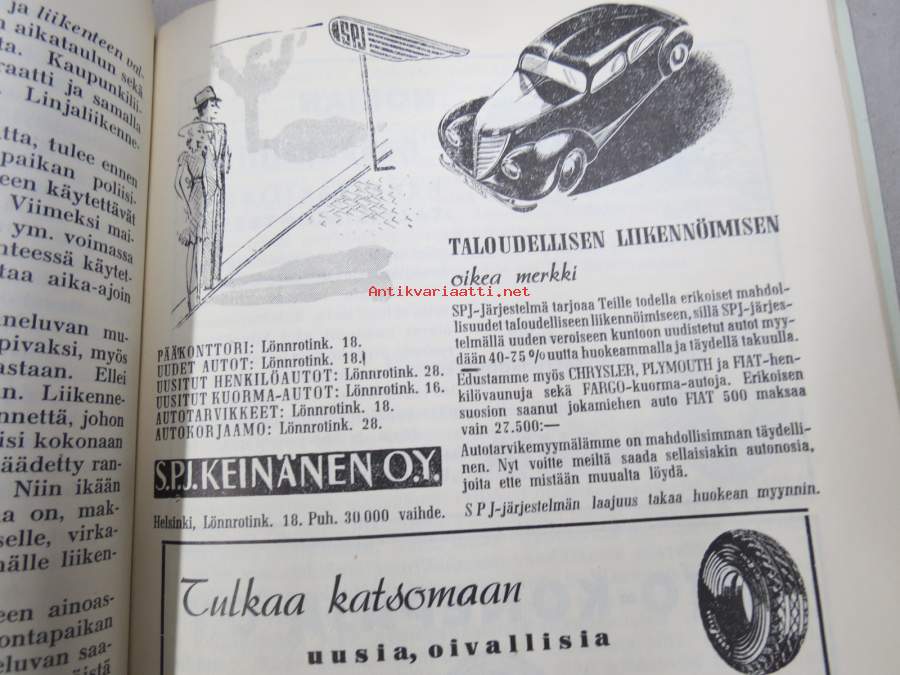 ja liikenteen val-
n aikataulun sekä
ta. Kaupunkilii-
raatti ja samalla
Linjaliikenne-
atta, tulee ennen
paikan poliisi-
een käytettävät
Viimeksi mai-
ym. voimassa
nteessä käytet-
taa aika-ajoin
neluvan mu-
pivaksi, myös
astaan. Ellei
n. Liikenne-
nnettä, johon
isi kokonaan
äädetty ran-
Niin ikään
a on, mak-
selle, virka-
mälle liiken-
een ainoas-
ontapaikan
eluvan saa-
SPJ
TALOUDELLISEN LIIKENNÖIMISEN
oikea merkki
Antikvariaatti.net
SPJ-Järjestelmä tarjoaa Teille todella erikoiset mahdol-
lisuudet taloudelliseen liikennöimiseen, sillä SPJ-järjes-
telmällä uuden veroiseen kuntoon uudistetut autot myy-
dään 40-75 % uutta huokeammalla ja täydellä takuulla.
Edustamme myös CHRYSLER, PLYMOUTH ja FIAT-hen-
kilövaunuja sekä FARGO-kuorma-autoja. Erikoisen
suosion saanut jokamiehen auto FIAT 500 maksaa
vain 27.500:—
Autotarvikemyymälämme on mahdollisimman täydelli-
nen. Nyt voitte meiltä saada sellaisiakin autonosia,
joita ette mistään muualta löydä.
SPJ-järjestelmän laajuus takaa huokean myynnin.
PÄÄKONTTORI: Lönnrotink. 18.
UUDET AUTOT: Lönnrotink. 18.
UUSITUT HENKILÖAUTOT: Lönnrotink. 28.
UUSITUT KUORMA-AUTOT: Lönnrotink. 16.
AUTOTARVIKKEET: Lönnrotink. 18.
AUTOKORJAAMO: Lönnrotink. 28.
S.P.J. KEINÄNEN O.Y.
Helsinki, Lönnrotink. 18. Puh. 30 000 vaihde.
Tulkaa katsomaan
uusia, oivallisia